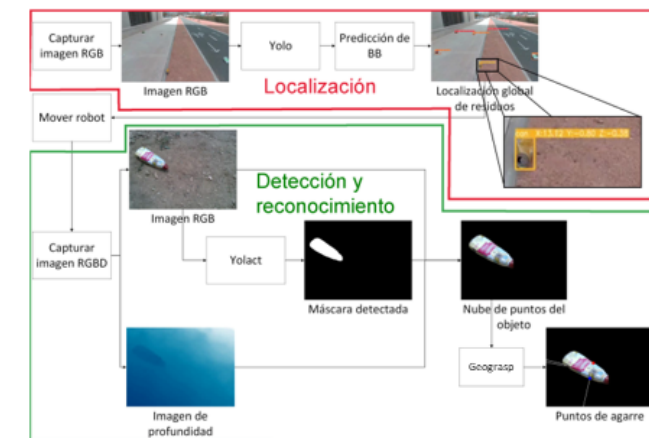 Capturar
imagen RGB
Imagen RGB
Yolo
Predicción de
BB
Localización global
de residuos
Localización
Mover robot
Detección y
reconocimiento
Imagen RGB
Capturar
imagen RGBD
Yolact
Máscara detectada
Nube de puntos del
objeto
Geograsp
Puntos de agarre
Imagen de
profundidad